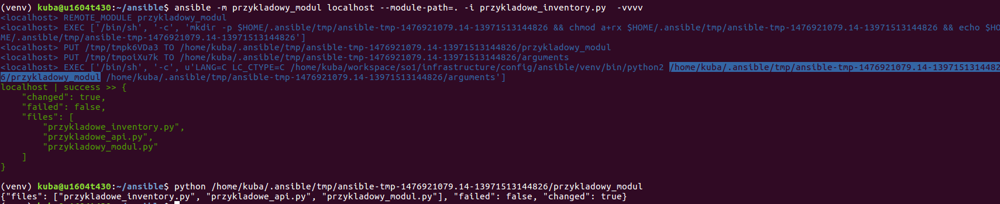 (venv) kuba@u1604t430:~/ansible$ ansible -m przykladowy_modul localhost --module-path=. -i przykladowe_inventory.py  -vvvv
<localhost> REMOTE_MODULE przykladowy_modul
<localhost> EXEC ['/bin/sh', '-c', 'mkdir -p $HOME/.ansible/tmp/ansible-tmp-1476921079.14-13971513144826 && chmod a+rx $HOME/.ansible/tmp/ansible-tmp-1476921079.14-13971513144826 && echo $HO
ME/.ansible/tmp/ansible-tmp-1476921079.14-13971513144826']
<localhost> PUT /tmp/tmpk6VDa3 TO /home/kuba/.ansible/tmp/ansible-tmp-1476921079.14-13971513144826/przykladowy_modul
<localhost> PUT /tmp/tmpoiXu7k TO /home/kuba/.ansible/tmp/ansible-tmp-1476921079.14-13971513144826/arguments
<localhost> EXEC ['/bin/sh', '-c', u'LANG=C LC_CTYPE=C /home/kuba/workspace/so1/infrastructure/config/ansible/venv/bin/python2 /home/kuba/.ansible/tmp/ansible-tmp-1476921079.14-1397151314482
6/przykladowy_modul /home/kuba/.ansible/tmp/ansible-tmp-1476921079.14-13971513144826/arguments']
localhost | success >> {
    "changed": true,
    "failed": false,
    "files": [
        "przykladowe_inventory.py",
        "przykladowe_api.py",
        "przykladowy_modul.py"
    ]
}
(venv) kuba@u1604t430:~/ansible$ python /home/kuba/.ansible/tmp/ansible-tmp-1476921079.14-13971513144826/przykladowy_modul
{"files": ["przykladowe_inventory.py", "przykladowe_api.py", "przykladowy_modul.py"], "failed": false, "changed": true}